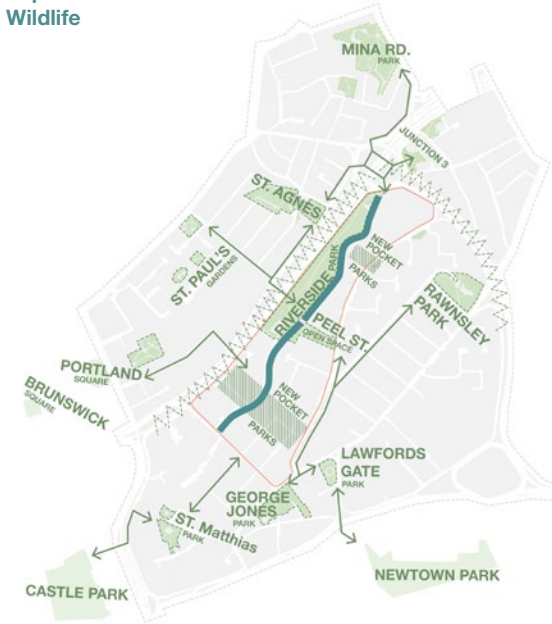 Wildlife
MINA RD.
PARK
JUNCTION 3
ST. AGNES
ST. PAUL'S
GARDENS
RIVERSIDE PARK
NEW
POCKET
PARKS
RAWNSLEY
PARK
PEEL ST.
OPEN SPACE
PORTLAND
SQUARE
BRUNSWICK
SQUARE
NEW
POCKET
PARKS
LAWFORDS
GATE
PARK
GEORGE
JONES
PARK
ST. Matthias
PARK
CASTLE PARK
NEWTOWN PARK